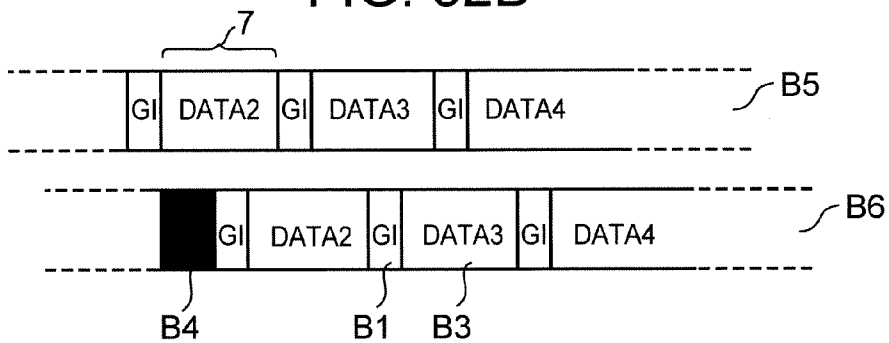 FIG.
7
GI DATA2 GI DATA3 GI DATA4
B5
GI DATA2 GI DATA3 GI DATA4
B6
B4 B1 B3